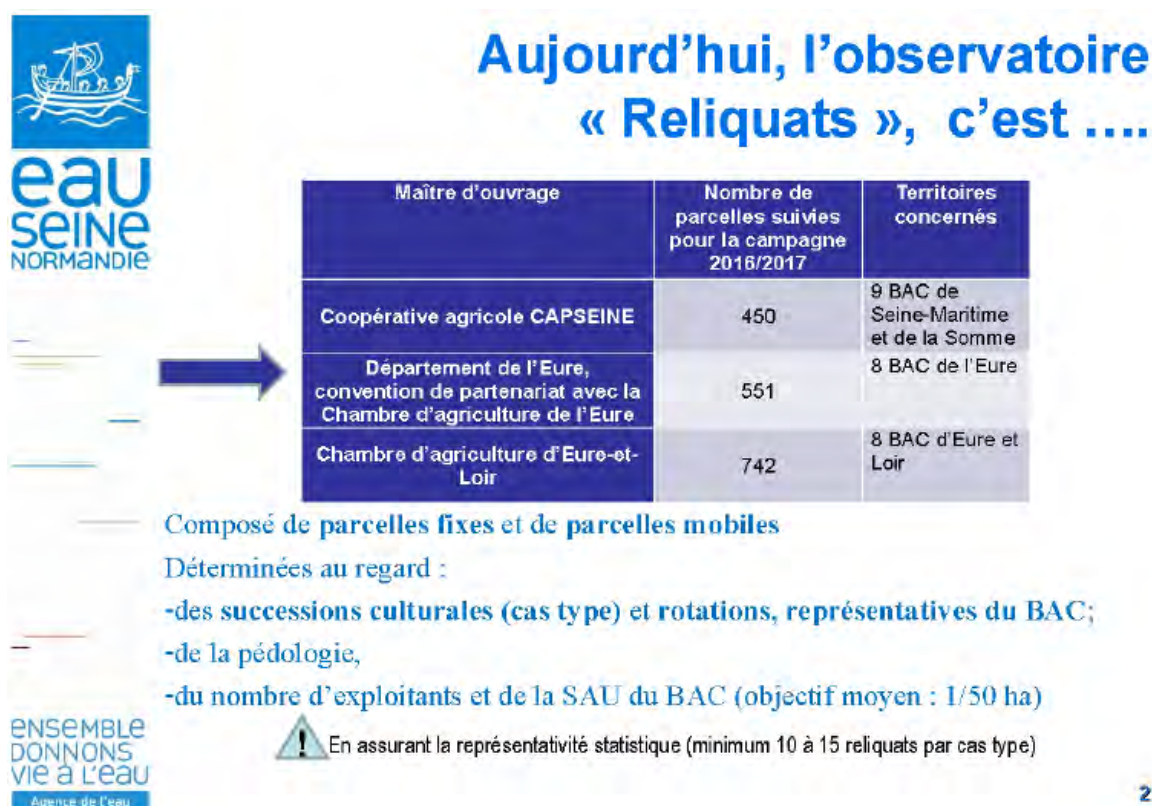 Aujourd'hui, l'observatoire
« Reliquats », c'est ....
eau
seine
NORMANDIE
Maître d'ouvrage
Nombre de
parcelles suivies
pour la campagne
2016/2017
Territoires
concernés
Coopérative agricole CAPSEINE
450
9 BAC de
Seine-Maritime
et de la Somme
Département de l'Eure,
convention de partenariat avec la
Chambre d'agriculture de l'Eure
551
8 BAC de l'Eure
Chambre d'agriculture d'Eure-et-
Loir
742
8 BAC d'Eure et
Loir
Composé de parcelles fixes et de parcelles mobiles
Déterminées au regard :
-des successions culturales (cas type) et rotations, représentatives du BAC;
-de la pédologie,
-du nombre d'exploitants et de la SAU du BAC (objectif moyen : 1/50 ha)
! En assurant la représentativité statistique (minimum 10 à 15 reliquats par cas type)
ensemble
donnons
vie à l'eau
Agence de l'eau
2